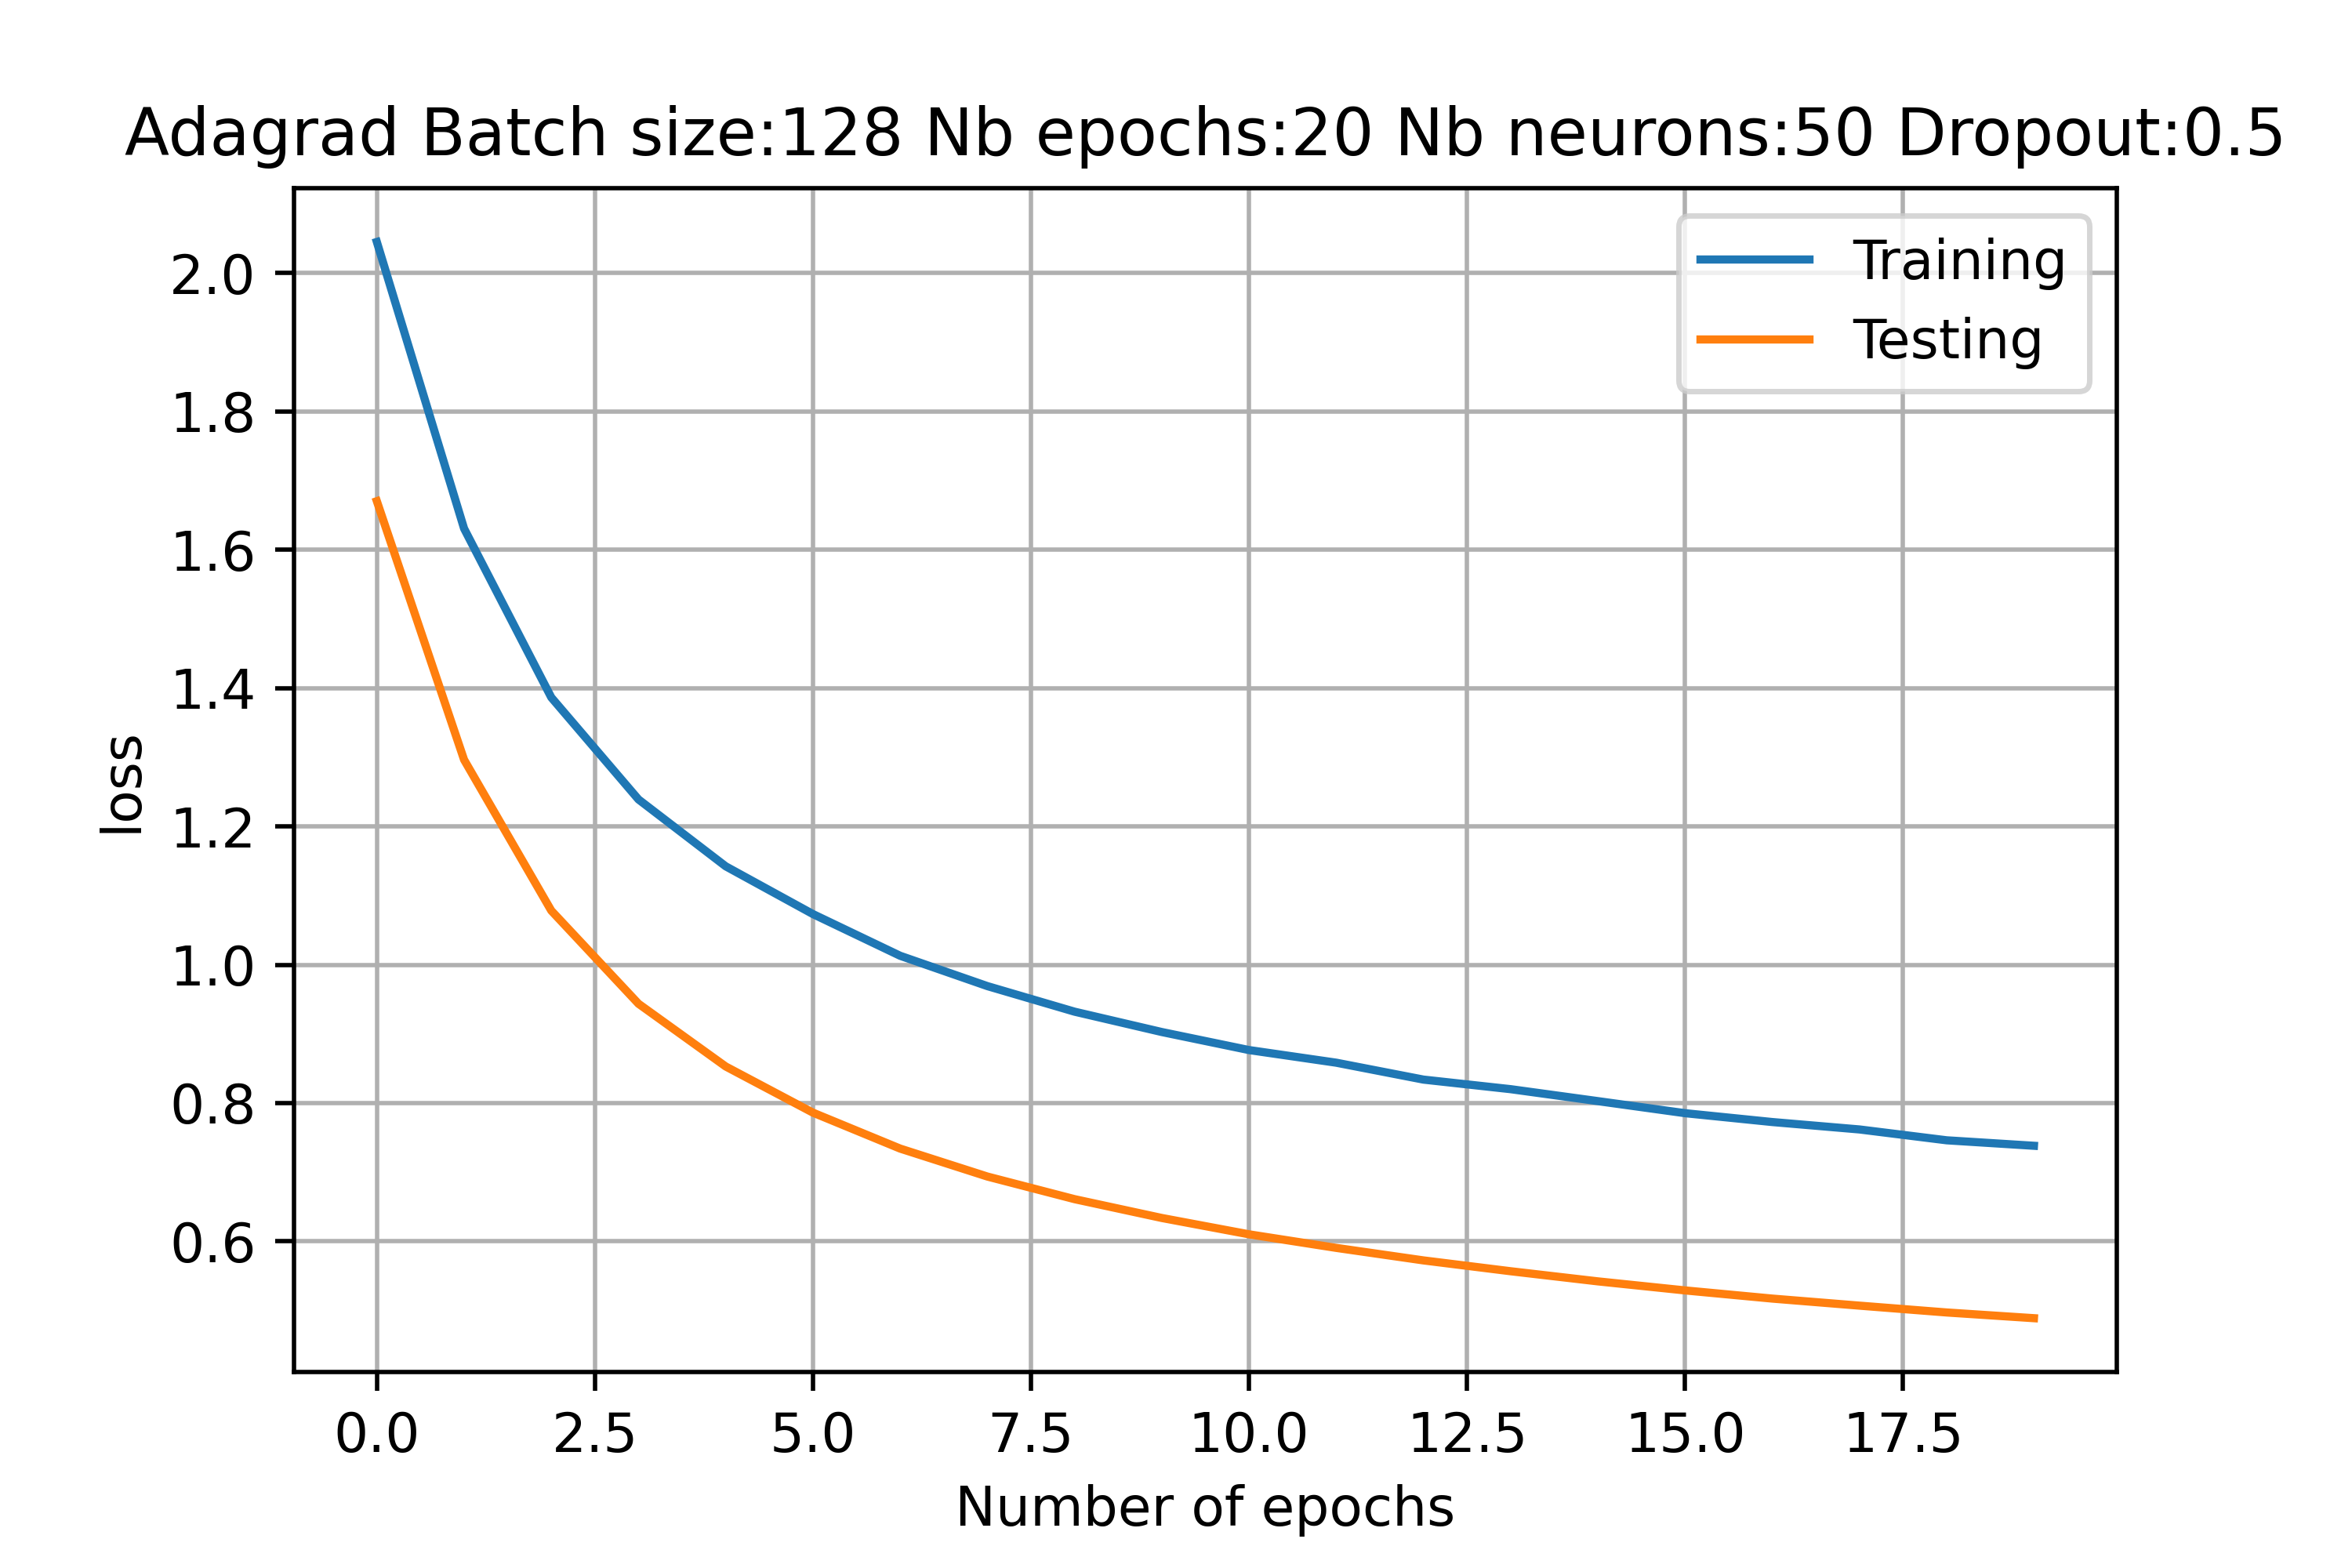 Adagrad Batch size:128 Nb epochs:20 Nb neurons:50 Dropout:0.5
Training
Testing
2.0
1.8
1.6
1.4
1.2
1.0
0.8
0.6
loss
0.0 2.5 5.0 7.5 10.0 12.5 15.0 17.5
Number of epochs